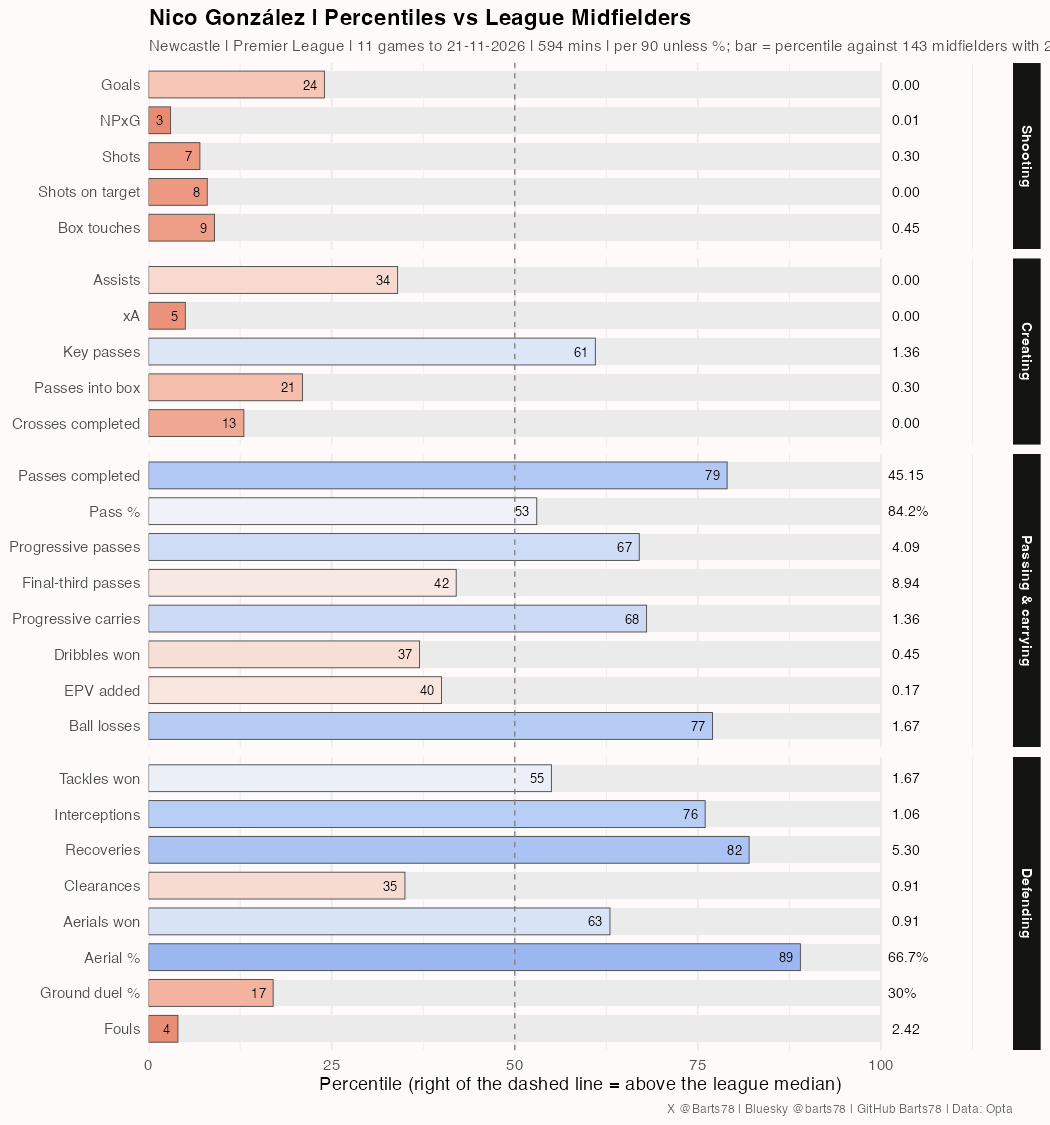 Nico González | Percentiles vs League Midfielders
Newcastle | Premier League | 11 games to 21-11-2026 | 594 mins | per 90 unless %; bar = percentile against 143 midfielders with 2
Shooting
Goals 24 0.00
NPxG 3 0.01
Shots 7 0.30
Shots on target 8 0.00
Box touches 9 0.45
Creating
Assists 34 0.00
xA 5 0.00
Key passes 61 1.36
Passes into box 21 0.30
Crosses completed 13 0.00
Passing & carrying
Passes completed 79 45.15
Pass % 53 84.2%
Progressive passes 67 4.09
Final-third passes 42 8.94
Progressive carries 68 1.36
Dribbles won 37 0.45
EPV added 40 0.17
Ball losses 77 1.67
Defending
Tackles won 55 1.67
Interceptions 76 1.06
Recoveries 82 5.30
Clearances 35 0.91
Aerials won 63 0.91
Aerial % 89 66.7%
Ground duel % 17 30%
Fouls 4 2.42
0 25 50 75 100
Percentile (right of the dashed line = above the league median)
X @Barts78 | Bluesky @barts78 | GitHub Barts78 | Data: Opta